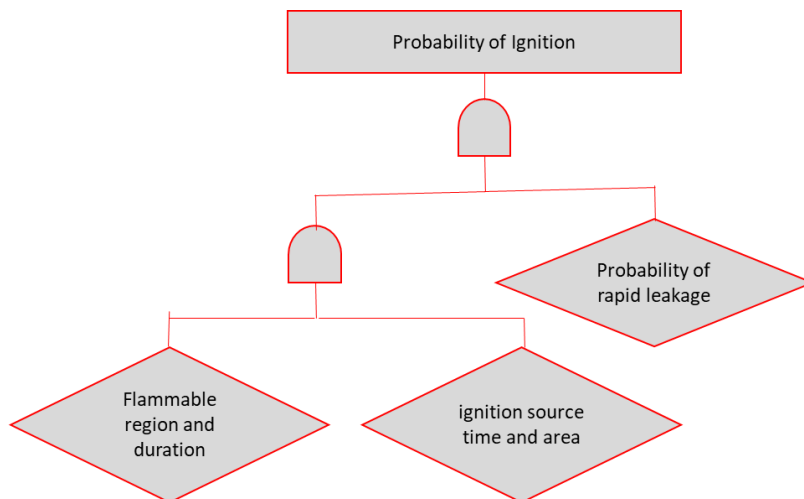 Probability of Ignition
Probability of
rapid leakage
Flammable
region and
duration
ignition source
time and area